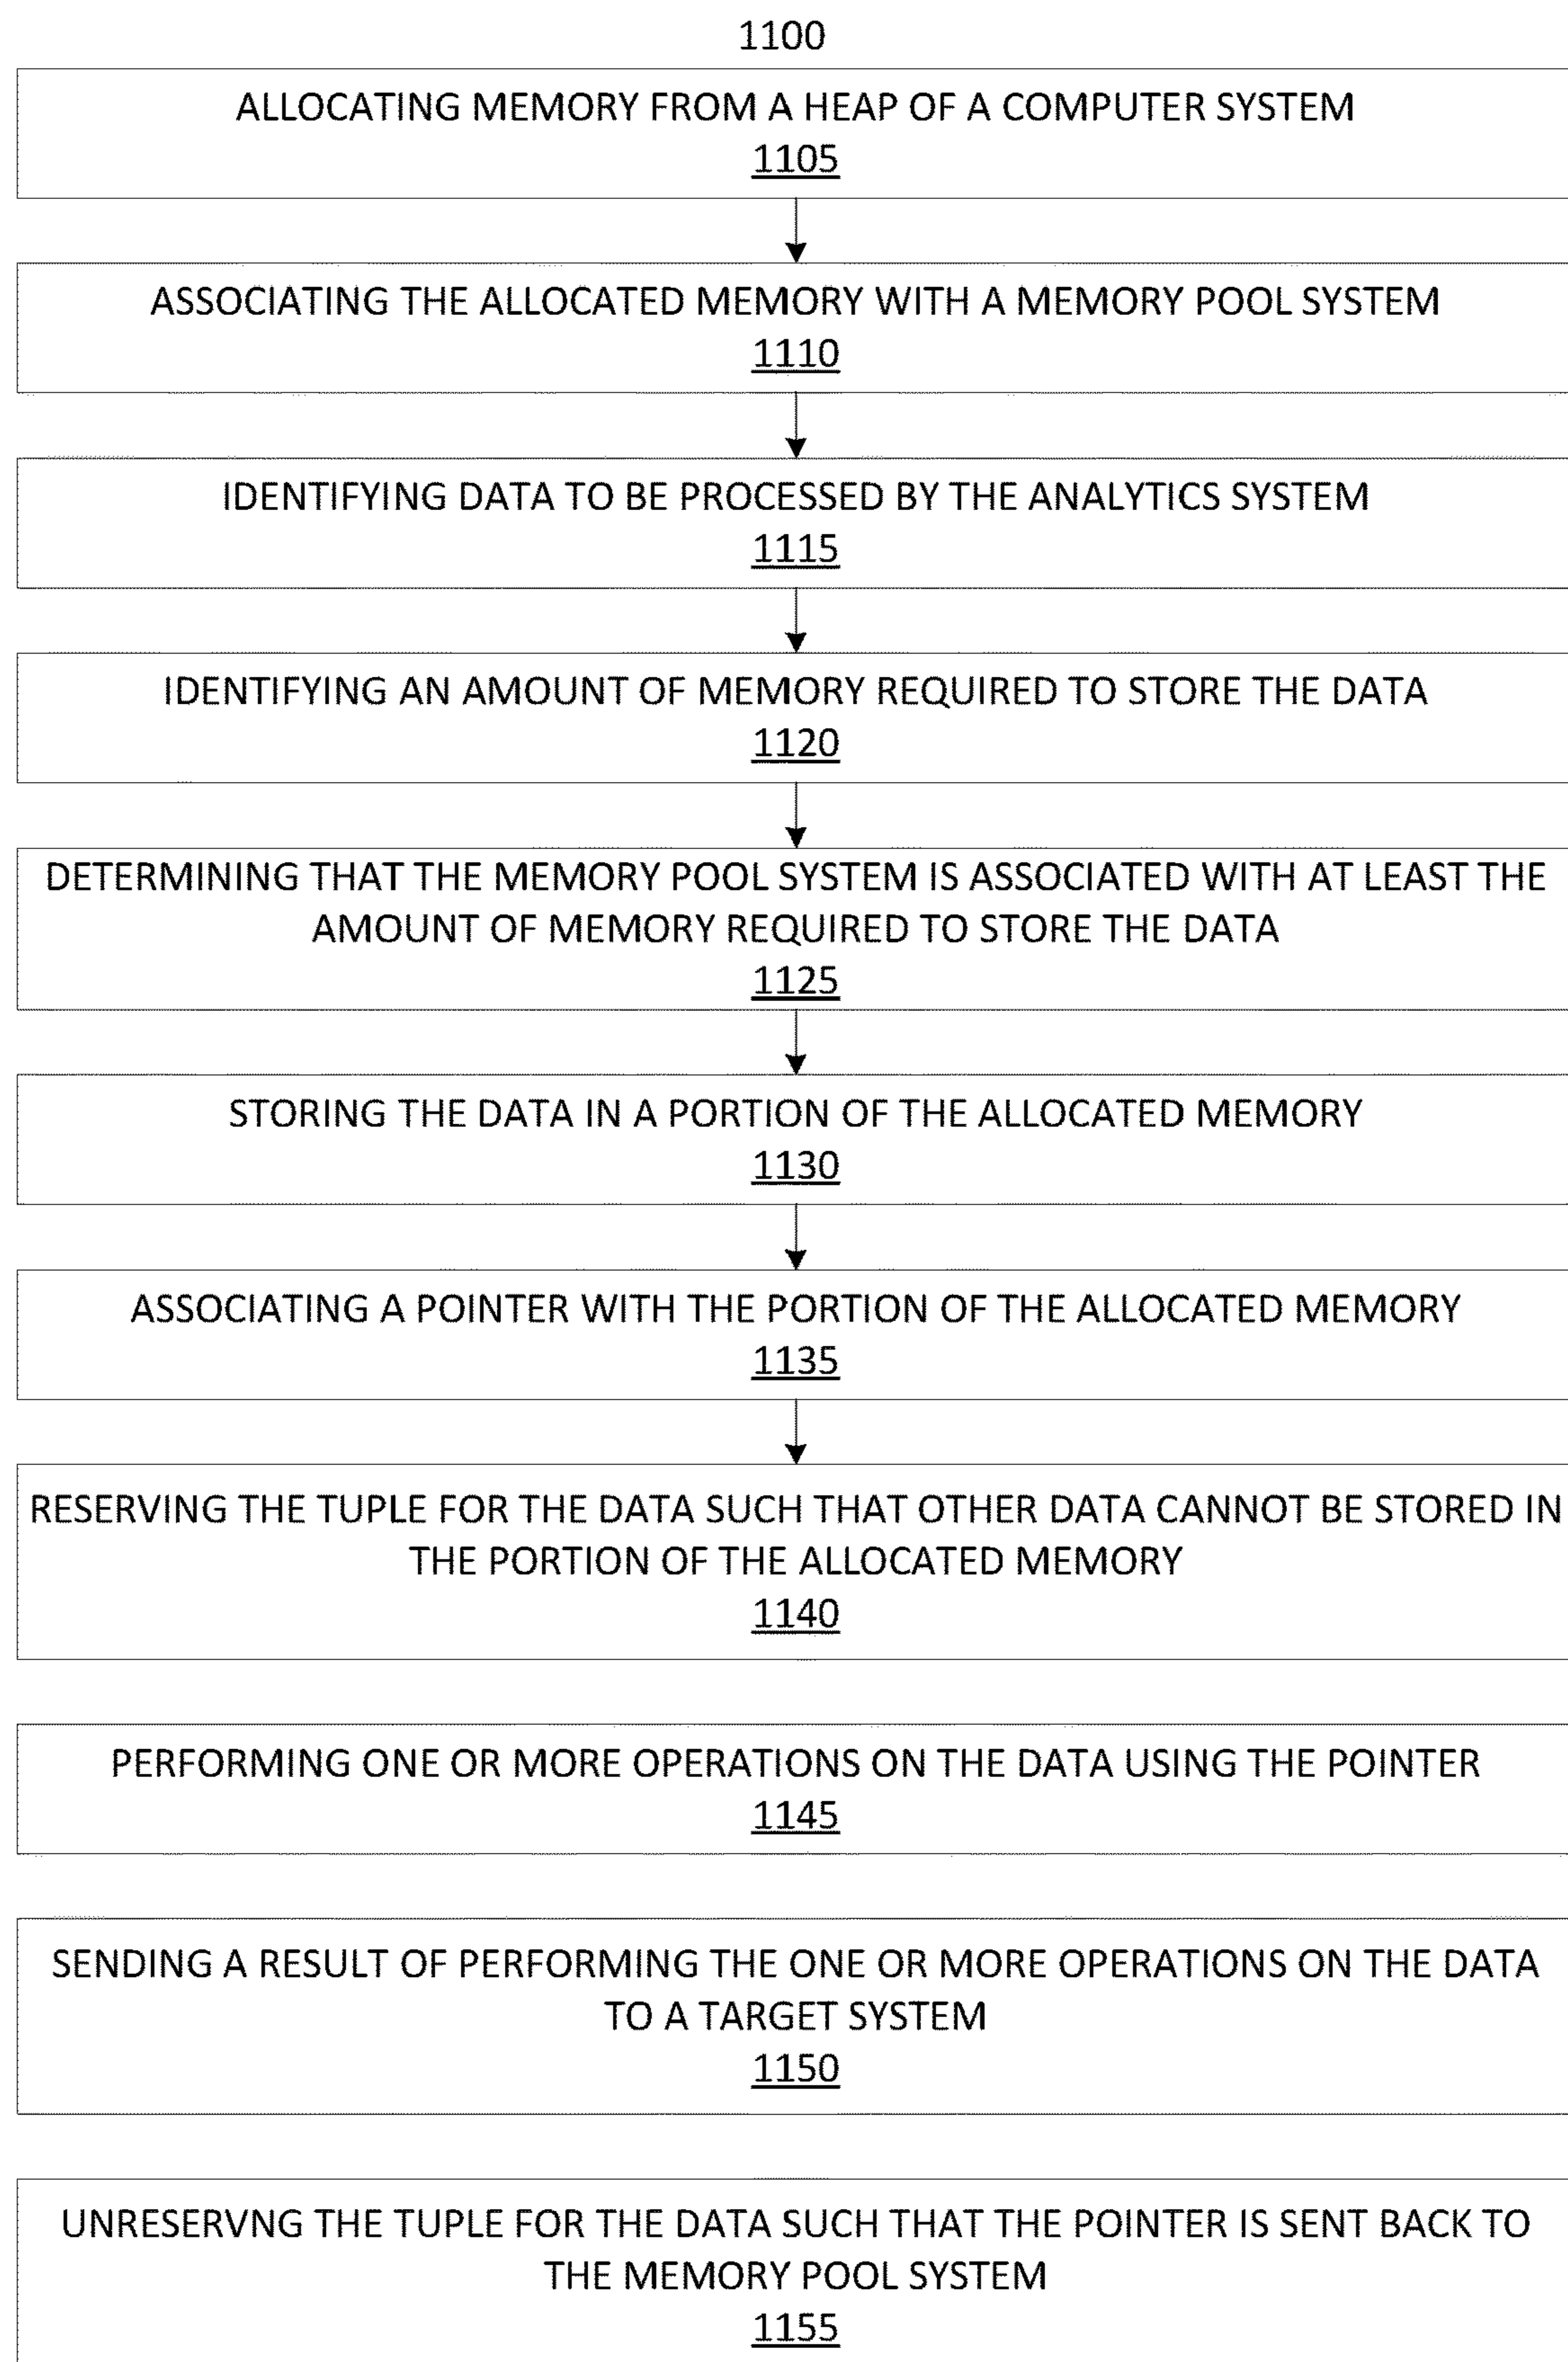 1100
ALLOCATING MEMORY FROM A HEAP OF A COMPUTER SYSTEM
1105
ASSOCIATING THE ALLOCATED MEMORY WITH A MEMORY POOL SYSTEM
1110
IDENTIFYING DATA TO BE PROCESSED BY THE ANALYTICS SYSTEM
1115
IDENTIFYING AN AMOUNT OF MEMORY REQUIRED TO STORE THE DATA
1120
DETERMINING THAT THE MEMORY POOL SYSTEM IS ASSOCIATED WITH AT LEAST THE
AMOUNT OF MEMORY REQUIRED TO STORE THE DATA
1125
STORING THE DATA IN A PORTION OF THE ALLOCATED MEMORY
1130
ASSOCIATING A POINTER WITH THE PORTION OF THE ALLOCATED MEMORY
1135
RESERVING THE TUPLE FOR THE DATA SUCH THAT OTHER DATA CANNOT BE STORED IN
THE PORTION OF THE ALLOCATED MEMORY
1140
PERFORMING ONE OR MORE OPERATIONS ON THE DATA USING THE POINTER
1145
SENDING A RESULT OF PERFORMING THE ONE OR MORE OPERATIONS ON THE DATA
TO A TARGET SYSTEM
1150
UNRESERVNG THE TUPLE FOR THE DATA SUCH THAT THE POINTER IS SENT BACK TO
THE MEMORY POOL SYSTEM
1155